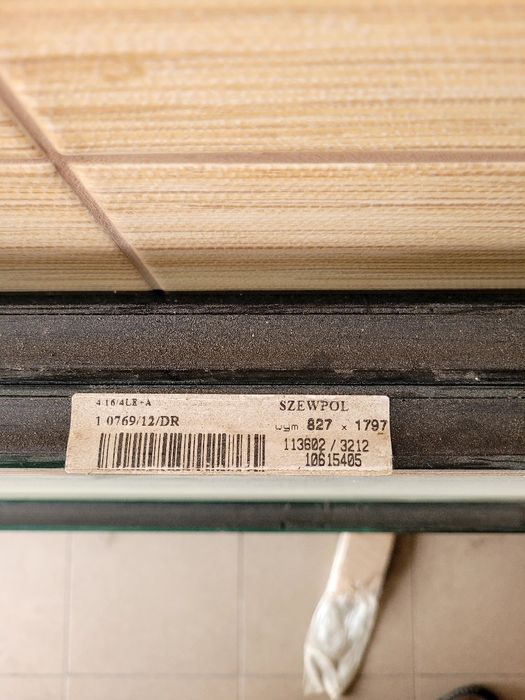 4 16/4LE+A
1 0769/12/DR
SZEWPOL
wym 827 x 1797
113602 / 3212
10615405